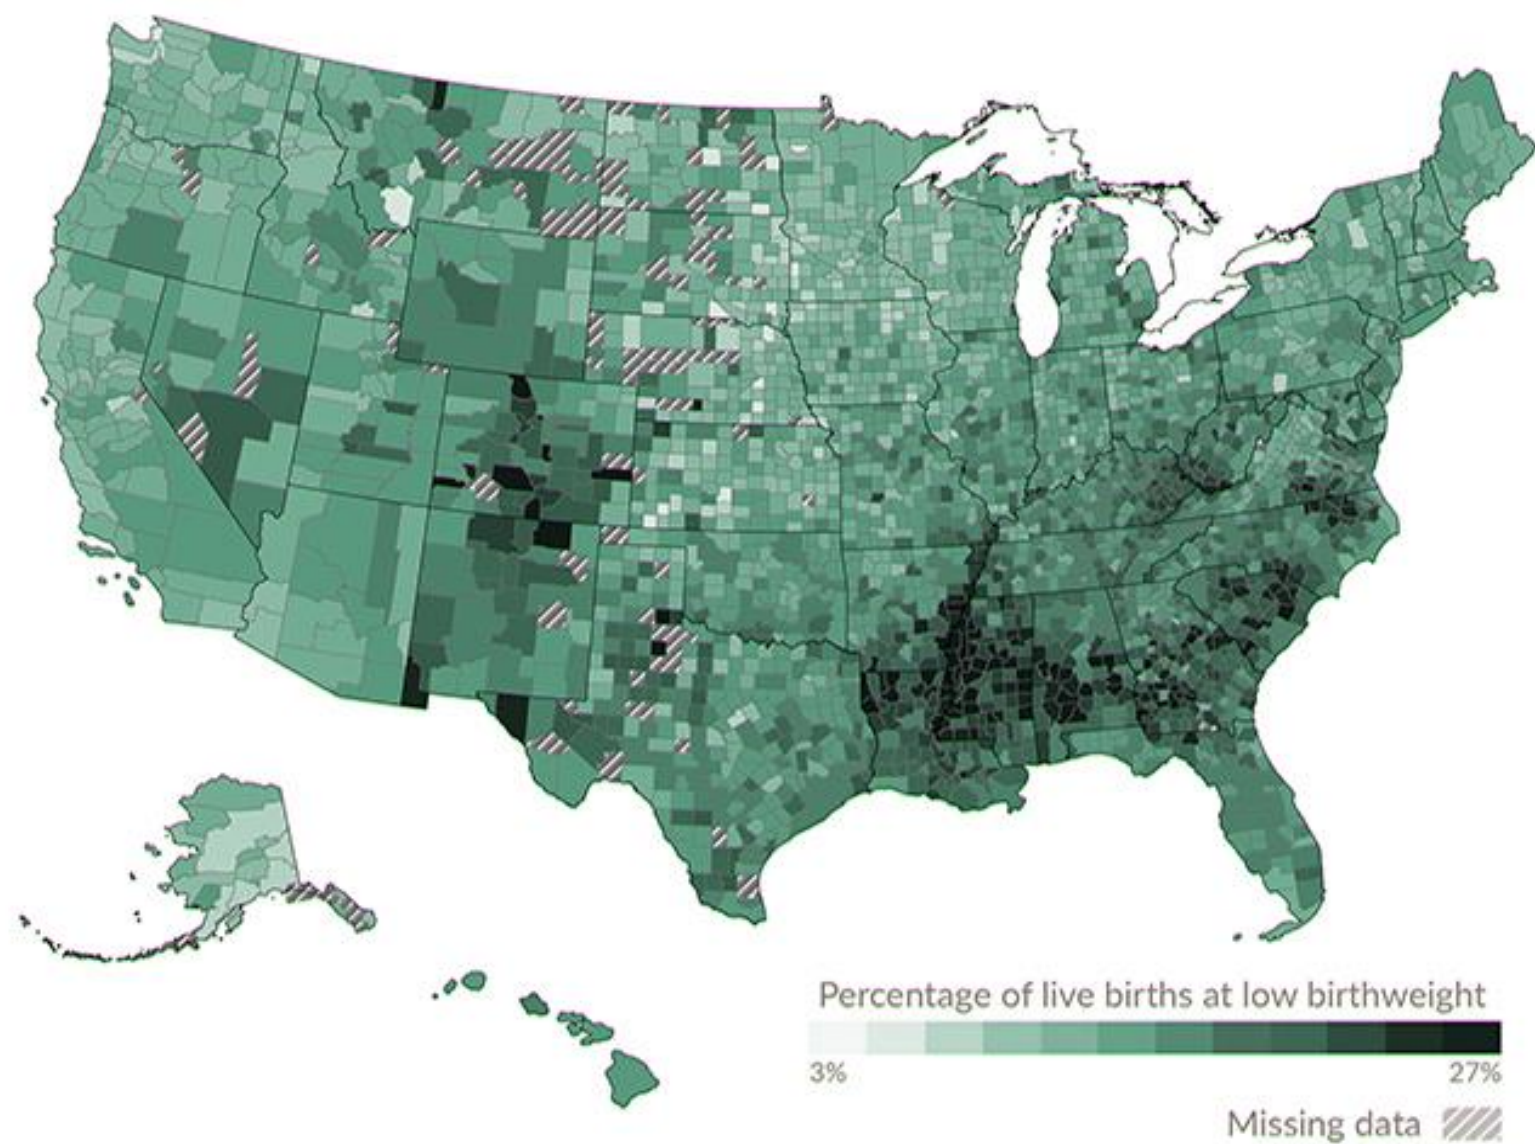 Percentage of live births at low birthweight
3% 27%
Missing data